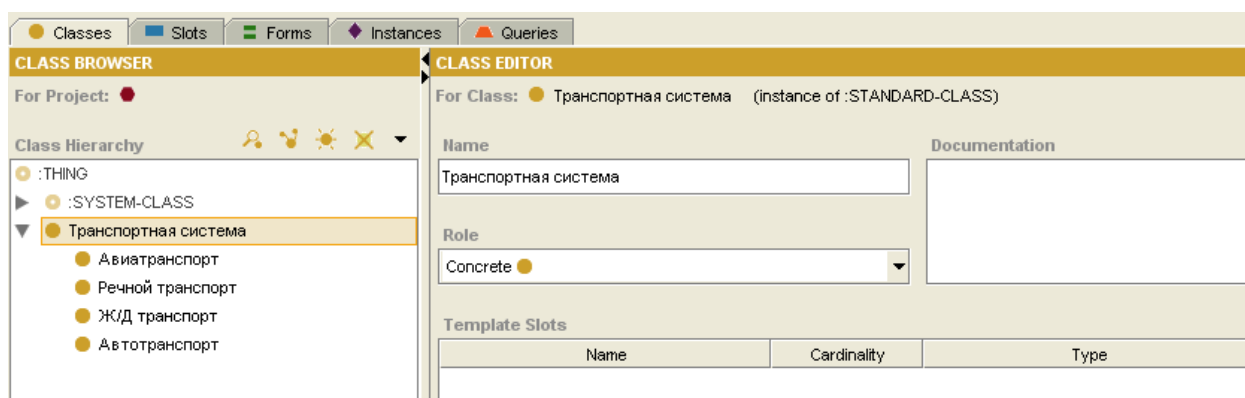 Classes Slots Forms Instances Queries
CLASS BROWSER
For Project:
Class Hierarchy
:THING
:SYSTEM-CLASS
Транспортная система
Авиатранспорт
Речной транспорт
Ж/Д транспорт
Автотранспорт
CLASS EDITOR
For Class: Транспортная система (instance of :STANDARD-CLASS)
Name
Транспортная система
Documentation
Role
Concrete
Template Slots
Name Cardinality Type